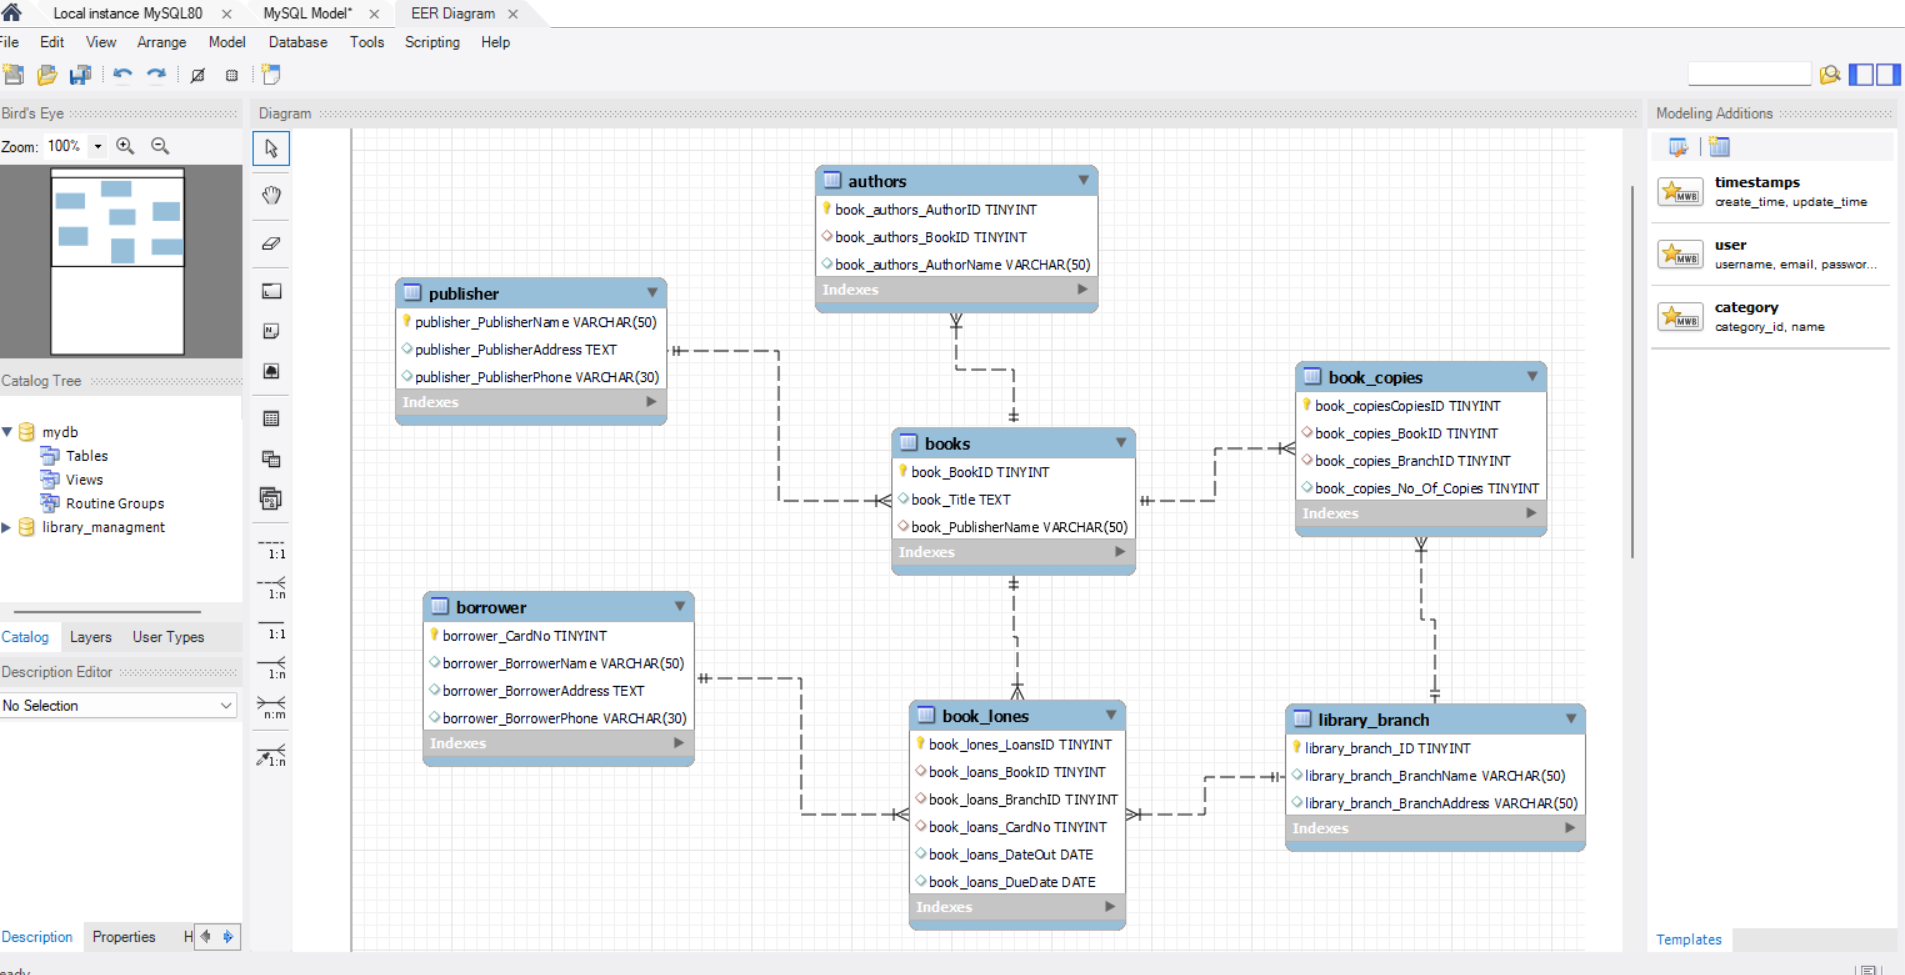 Local instance MySQL80
MySQL Model*
EER Diagram
File Edit View Arrange Model Database Tools Scripting Help
Bird's Eye
Zoom: 100%
Catalog Tree
mydb
Tables
Views
Routine Groups
library_managment
Catalog Layers User Types
Description Editor
No Selection
Description Properties H
Diagram
1:1
1:n
1:1
1:n
n:m
1:n
authors
book_authors_AuthorID TINYINT
book_authors_BookID TINYINT
book_authors_AuthorName VARCHAR(50)
Indexes
publisher
publisher_PublisherName VARCHAR(50)
publisher_PublisherAddress TEXT
publisher_PublisherPhone VARCHAR(30)
Indexes
book_copies
book_copiesCopiesID TINYINT
book_copies_BookID TINYINT
book_copies_BranchID TINYINT
book_copies_No_Of_Copies TINYINT
Indexes
books
book_BookID TINYINT
book_Title TEXT
book_PublisherName VARCHAR(50)
Indexes
borrower
borrower_CardNo TINYINT
borrower_BorrowerName VARCHAR(50)
borrower_BorrowerAddress TEXT
borrower_BorrowerPhone VARCHAR(30)
Indexes
book_lones
book_lones_LoansID TINYINT
book_loans_BookID TINYINT
book_loans_BranchID TINYINT
book_loans_CardNo TINYINT
book_loans_DateOut DATE
book_loans_DueDate DATE
Indexes
library_branch
library_branch_ID TINYINT
library_branch_BranchName VARCHAR(50)
library_branch_BranchAddress VARCHAR(50)
Indexes
Modeling Additions
timestamps
create_time, update_time
MWB
user
username, email, passwor...
MWB
category
category_id, name
MWB
Templates